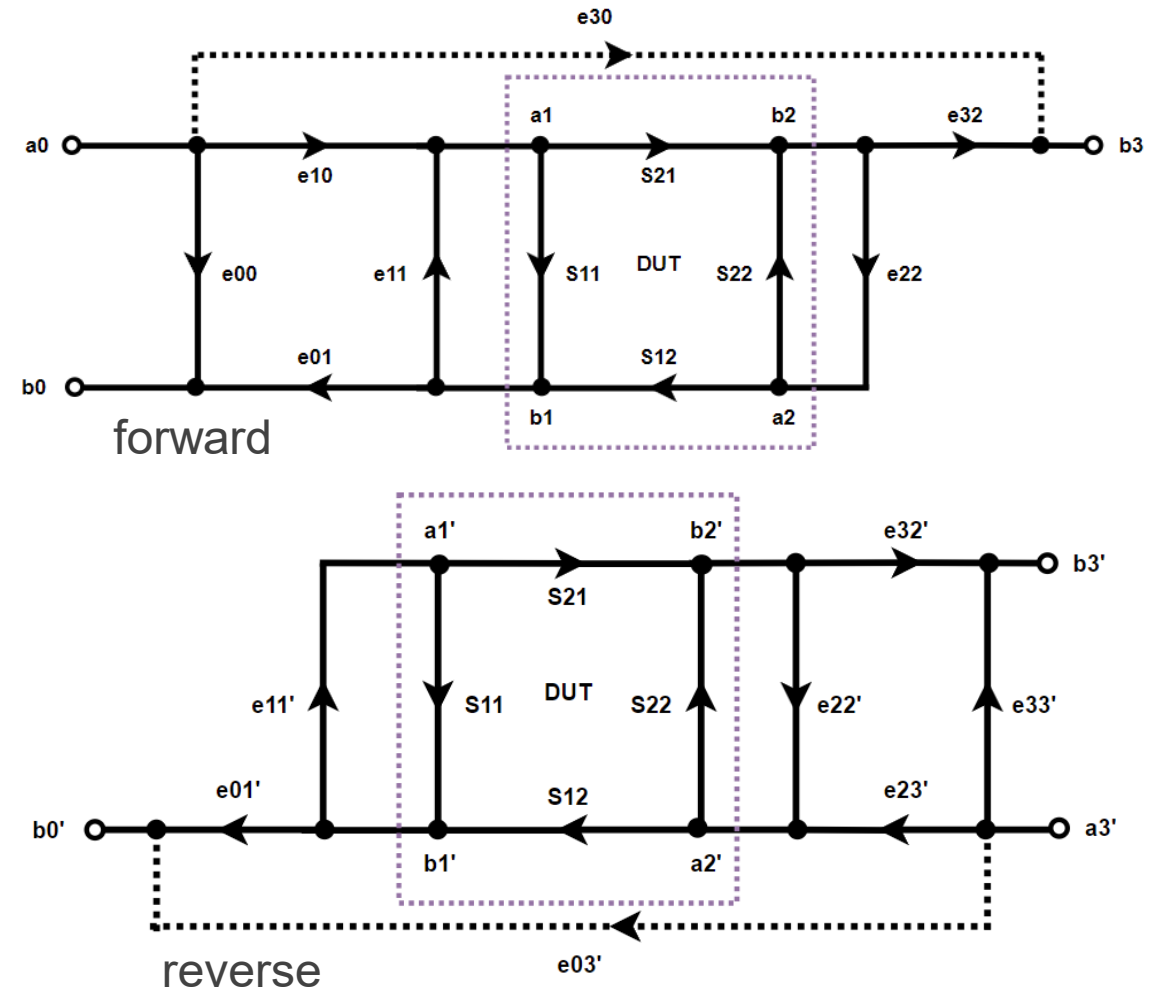 e30
a1
b2
e32
a0
b3
e10
S21
e00
e11
S11
DUT
S22
e22
e01
S12
b0
b1
a2
forward
a1'
b2'
e32'
b3'
S21
e11'
S11
DUT
S22
e22'
e33'
e01'
S12
e23'
b0'
a3'
b1'
a2'
reverse
e03'